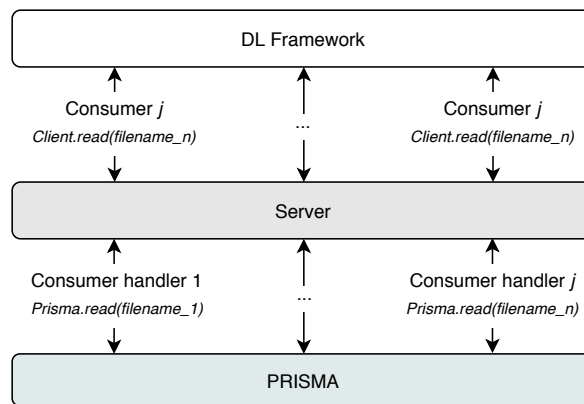 DL Framework
Consumer j
Client.read(filename_n)
...
Consumer j
Client.read(filename_n)
Server
Consumer handler 1
Prisma.read(filename_1)
...
Consumer handler j
Prisma.read(filename_n)
PRISMA